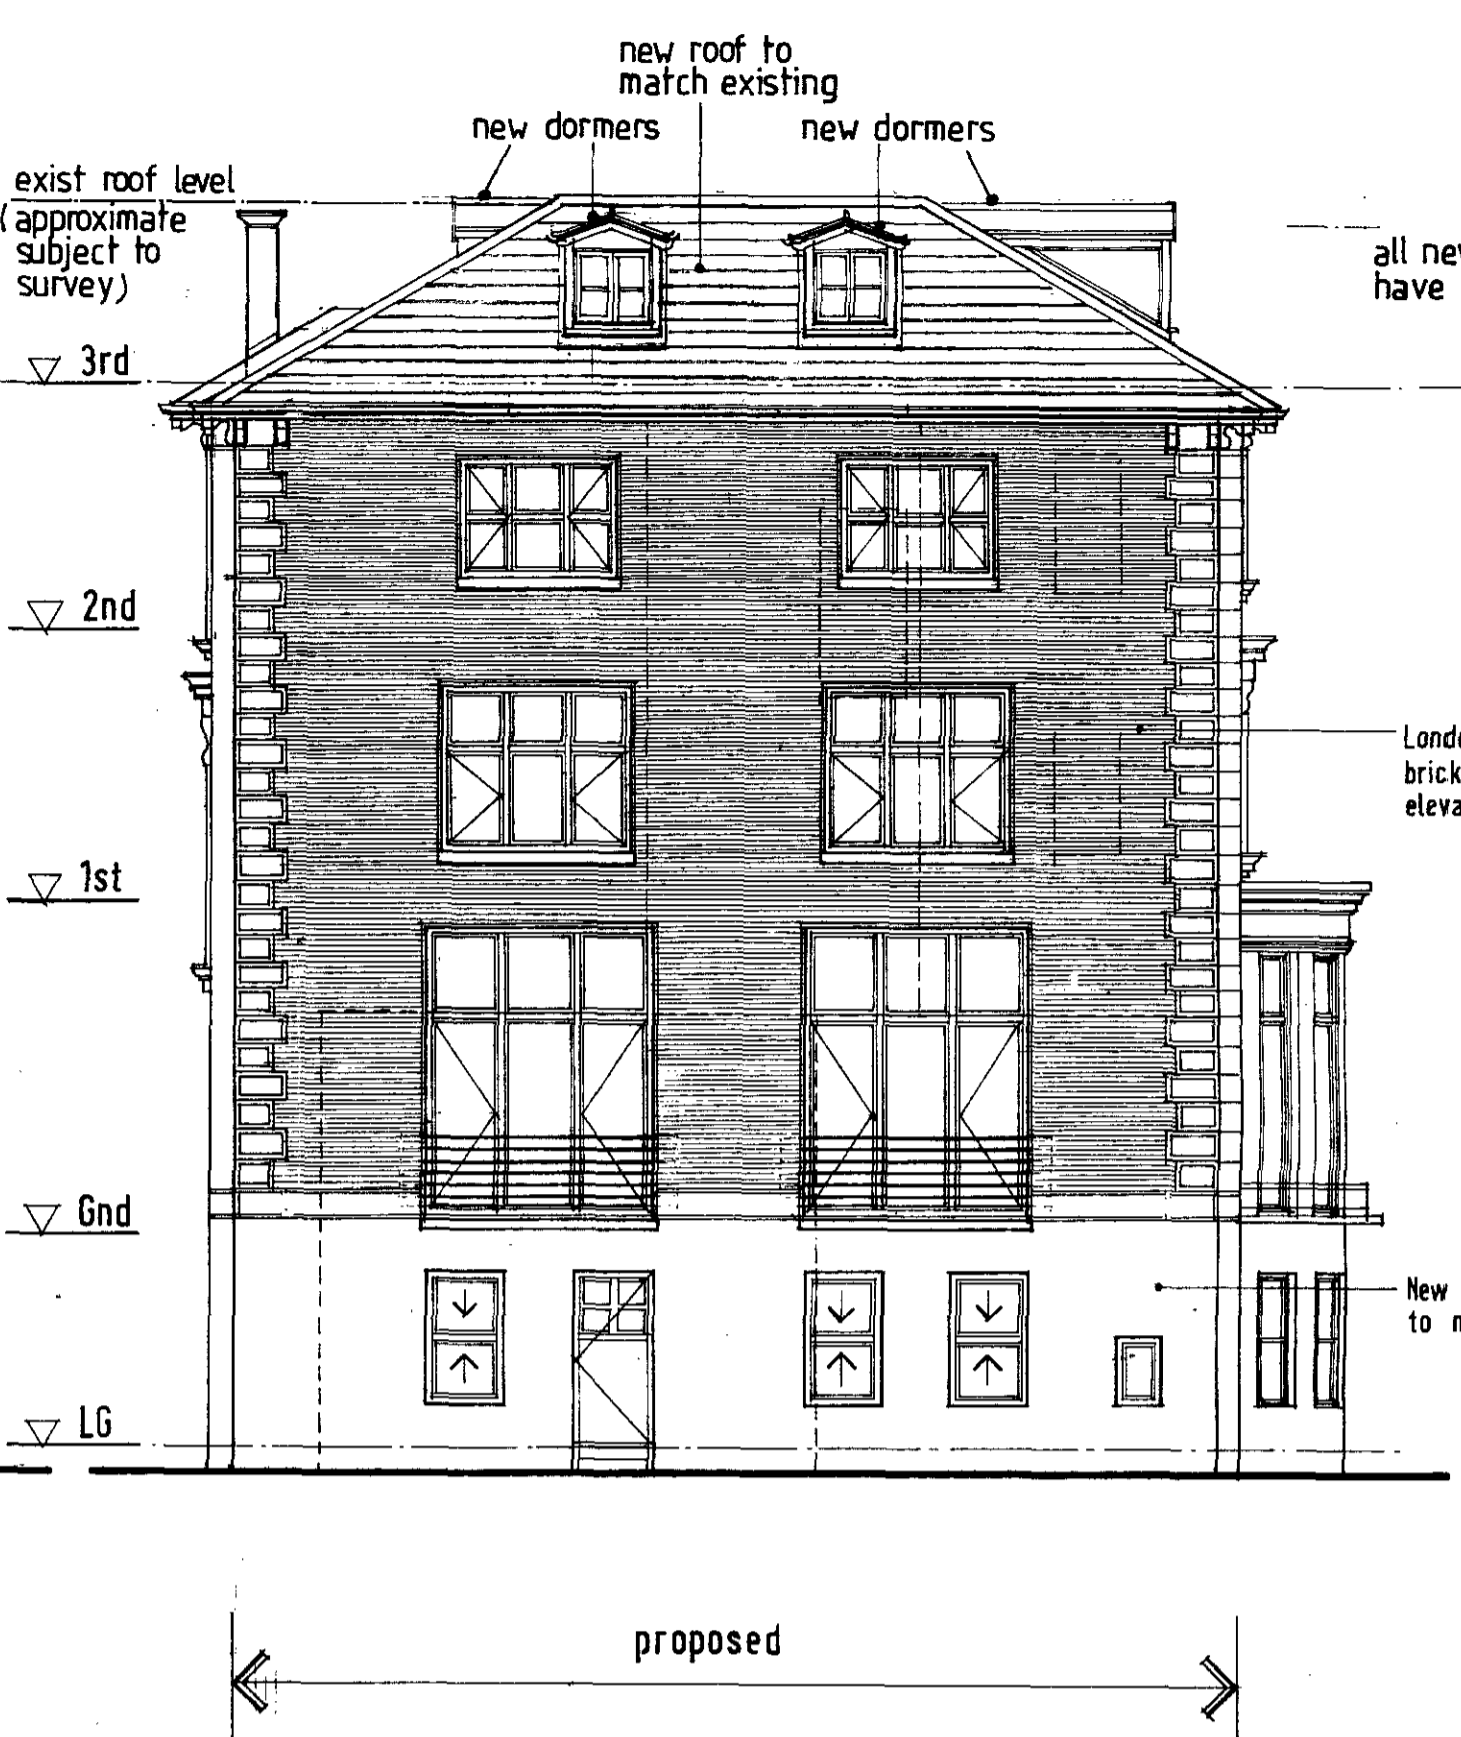 new roof to
match existing
new dormers
new dormers
exist roof level
(approximate
subject to
survey)
all
have
3rd
2nd
brick
1st
Gnd
New
to
LG
proposed